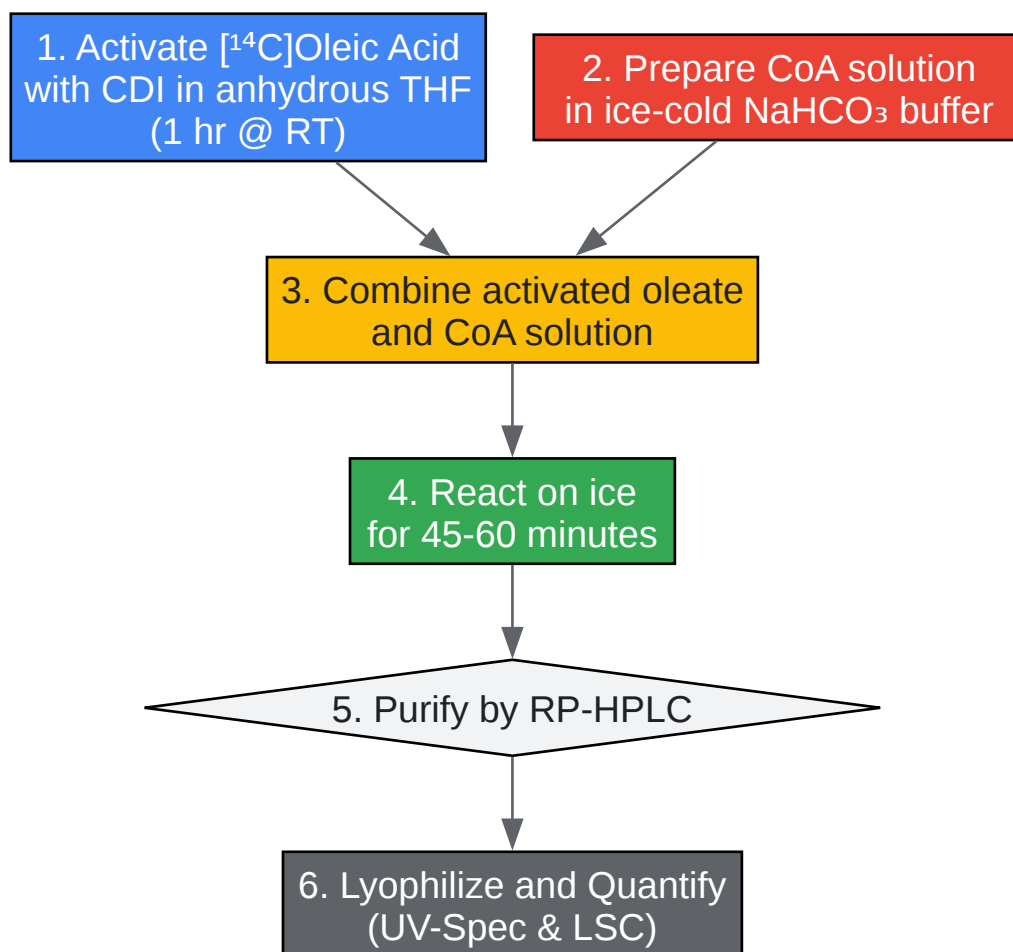 1. Activate [¹⁴C]Oleic Acid
with CDI in anhydrous THF
(1 hr @ RT)
2. Prepare CoA solution
in ice-cold NaHCO₃ buffer
3. Combine activated oleate
and CoA solution
4. React on ice
for 45-60 minutes
5. Purify by RP-HPLC
6. Lyophilize and Quantify
(UV-Spec & LSC)